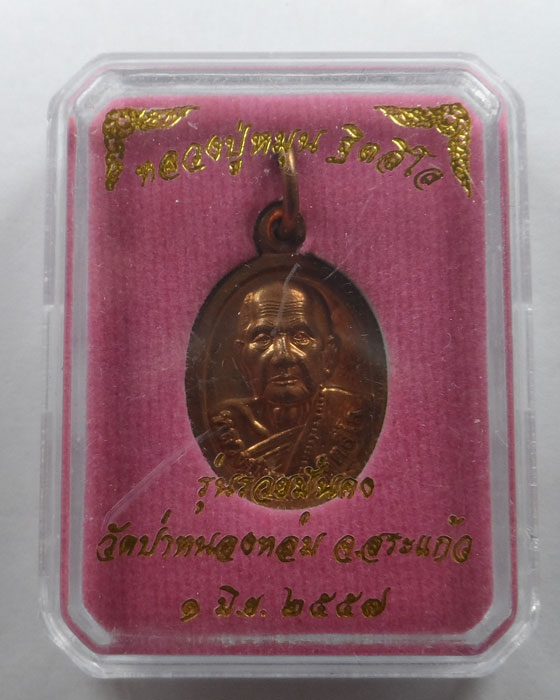 หลวงปู่หมุน ฐิตสีโล
รุ่นรวยมั่นคง
วัดป่าหนองหล่ม จ.สระแก้ว
๑ มิ.ย. ๒๕๕๗